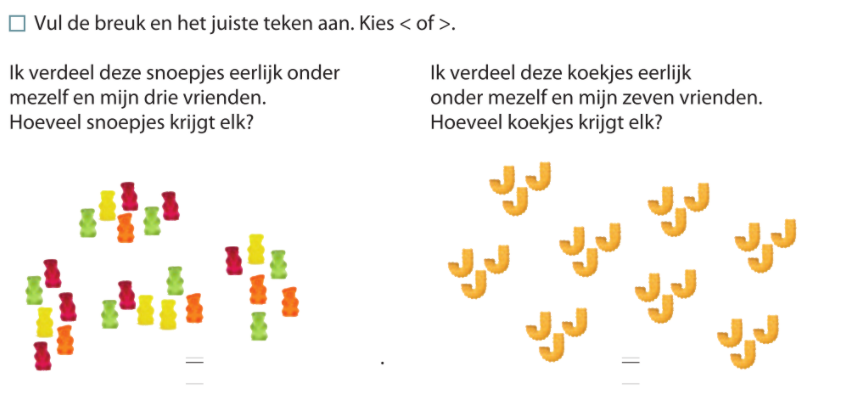 Vul de breuk en het juiste teken aan. Kies < of >.
Ik verdeel deze snoepjes eerlijk onder
mezelf en mijn drie vrienden.
Hoeveel snoepjes krijgt elk?
Ik verdeel deze koekjes eerlijk
onder mezelf en mijn zeven vrienden.
Hoeveel koekjes krijgt elk?
= . =